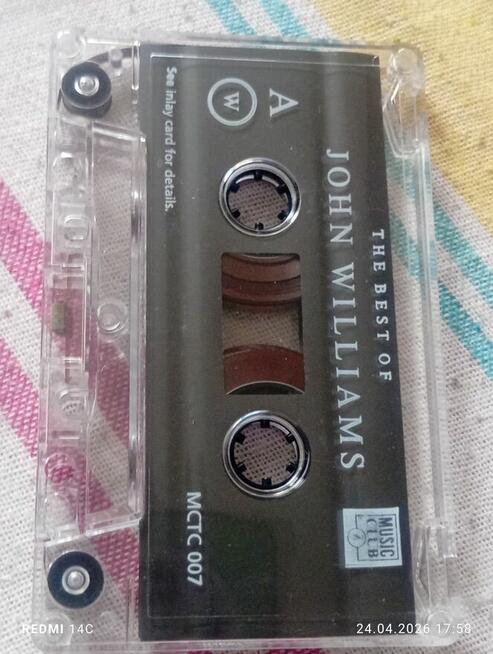 THE BEST OF
JOHN WILLIAMS
A
W
See inlay card for details.
MCTC 007
MUSIC
CLUB
REDMI 14C
24.04.2026 17:58